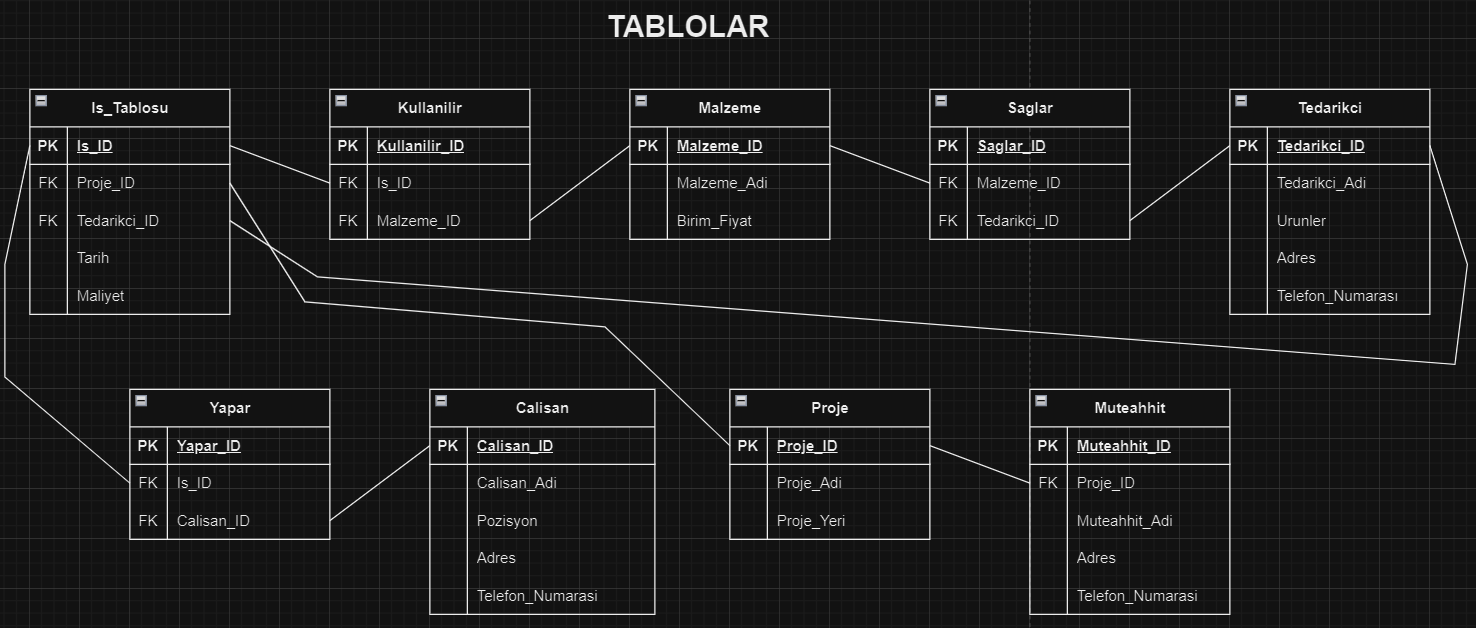 TABLOLAR
Is_Tablosu
PK Is_ID
FK Proje_ID
FK Tedarikci_ID
Tarih
Maliyet
Kullanilir
PK Kullanilir_ID
FK Is_ID
FK Malzeme_ID
Malzeme
PK Malzeme_ID
Malzeme_Adi
Birim_Fiyat
Saglar
PK Saglar_ID
FK Malzeme_ID
FK Tedarikci_ID
Tedarikci
PK Tedarikci_ID
Tedarikci_Adi
Urunler
Adres
Telefon_Numarası
Yapar
PK Yapar_ID
FK Is_ID
FK Calisan_ID
Calisan
PK Calisan_ID
Calisan_Adi
Pozisyon
Adres
Telefon_Numarasi
Proje
PK Proje_ID
Proje_Adi
Proje_Yeri
Muteahhit
PK Muteahhit_ID
FK Proje_ID
Muteahhit_Adi
Adres
Telefon_Numarasi